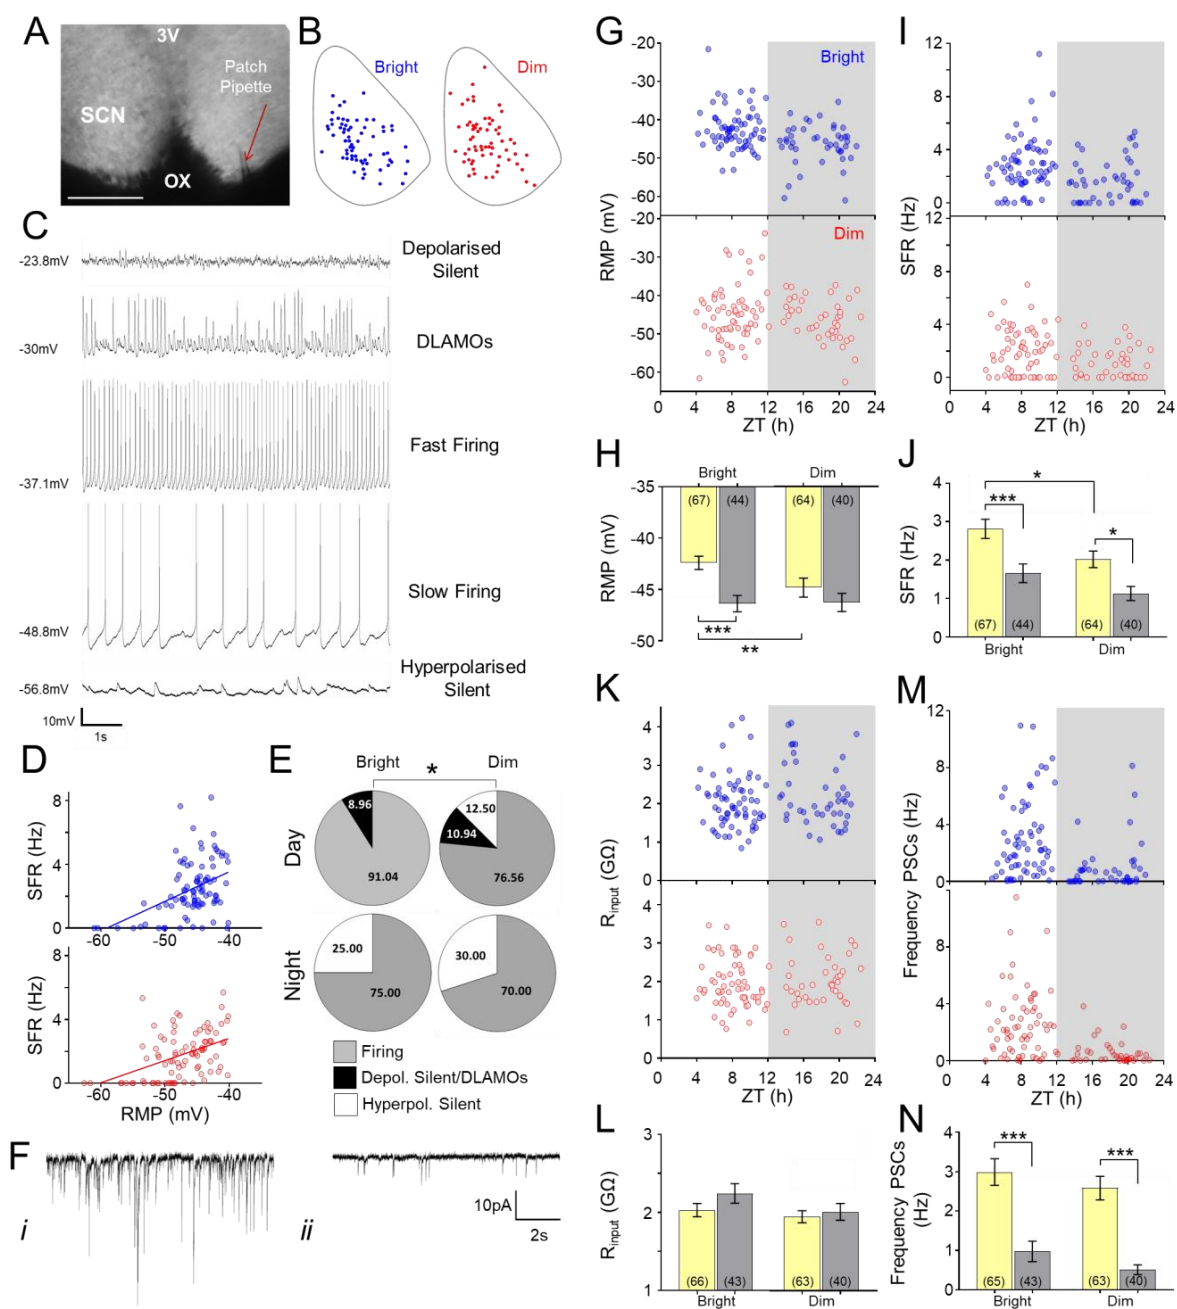 A
3V
Patch
Pipette
SCN
OX
B
Bright
Dim
C
-23.8mV
Depolarised
Silent
-30mV
DLAMOs
-37.1mV
Fast Firing
-48.8mV
Slow Firing
-56.8mV
Hyperpolarised
Silent
10mV
1s
D
SFR (Hz)
8
4
0
-60
-50
-40
SFR (Hz)
8
4
0
-60
-50
-40
RMP (mV)
E
Bright
*
Dim
Day
8.96
91.04
12.50
10.94
76.56
Night
25.00
75.00
30.00
70.00
Firing
Depol. Silent/DLAMOs
Hyperpol. Silent
F
i
ii
10pA
2s
G
-20
-30
-40
-50
-60
Bright
RMP (mV)
-20
-30
-40
-50
-60
Dim
0
4
8
12
16
20
24
ZT (h)
H
Bright
Dim
-35
-40
-45
-50
RMP (mV)
(67)
(44)
(64)
(40)
***
**
I
12
8
4
0
SFR (Hz)
12
8
4
0
0
4
8
12
16
20
24
ZT (h)
J
4
3
2
1
0
SFR (Hz)
***
*
*
(67)
(44)
(64)
(40)
Bright
Dim
K
4
3
2
1
0
Rinput (GΩ)
4
3
2
1
0
0
4
8
12
16
20
24
ZT (h)
L
3
2
1
Rinput (GΩ)
(66)
(43)
(63)
(40)
Bright
Dim
M
12
8
4
0
Frequency PSCs (Hz)
8
4
0
0
4
8
12
16
20
24
ZT (h)
N
4
3
2
1
0
Frequency PSCs
(Hz)
***
***
(65)
(43)
(63)
(40)
Bright
Dim